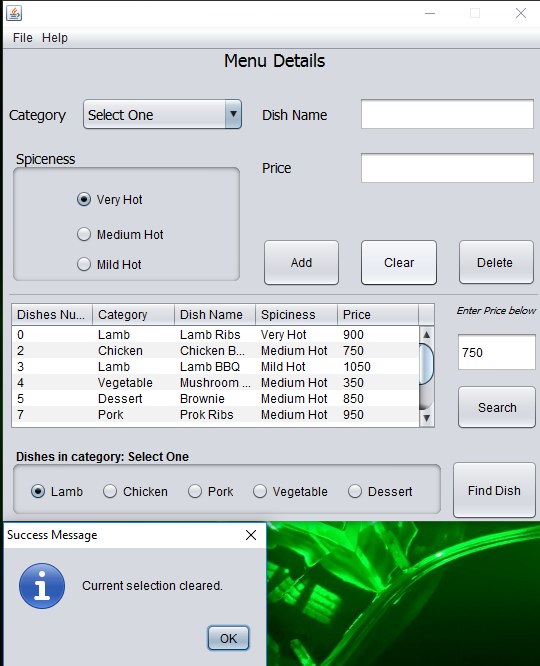 File Help
Menu Details
Category Select One Dish Name
Spiceness
Price
Very Hot
Medium Hot
Mild Hot
Add Clear Delete
Dishes Nu... Category Dish Name Spiciness Price
Enter Price below
0 Lamb Lamb Ribs Very Hot 900
2 Chicken Chicken B... Medium Hot 750
3 Lamb Lamb BBQ Mild Hot 1050
4 Vegetable Mushroom ... Medium Hot 350
5 Dessert Brownie Medium Hot 850
7 Pork Prok Ribs Medium Hot 950
750
Search
Dishes in category: Select One
Lamb Chicken Pork Vegetable Dessert
Find Dish
Success Message
Current selection cleared.
OK